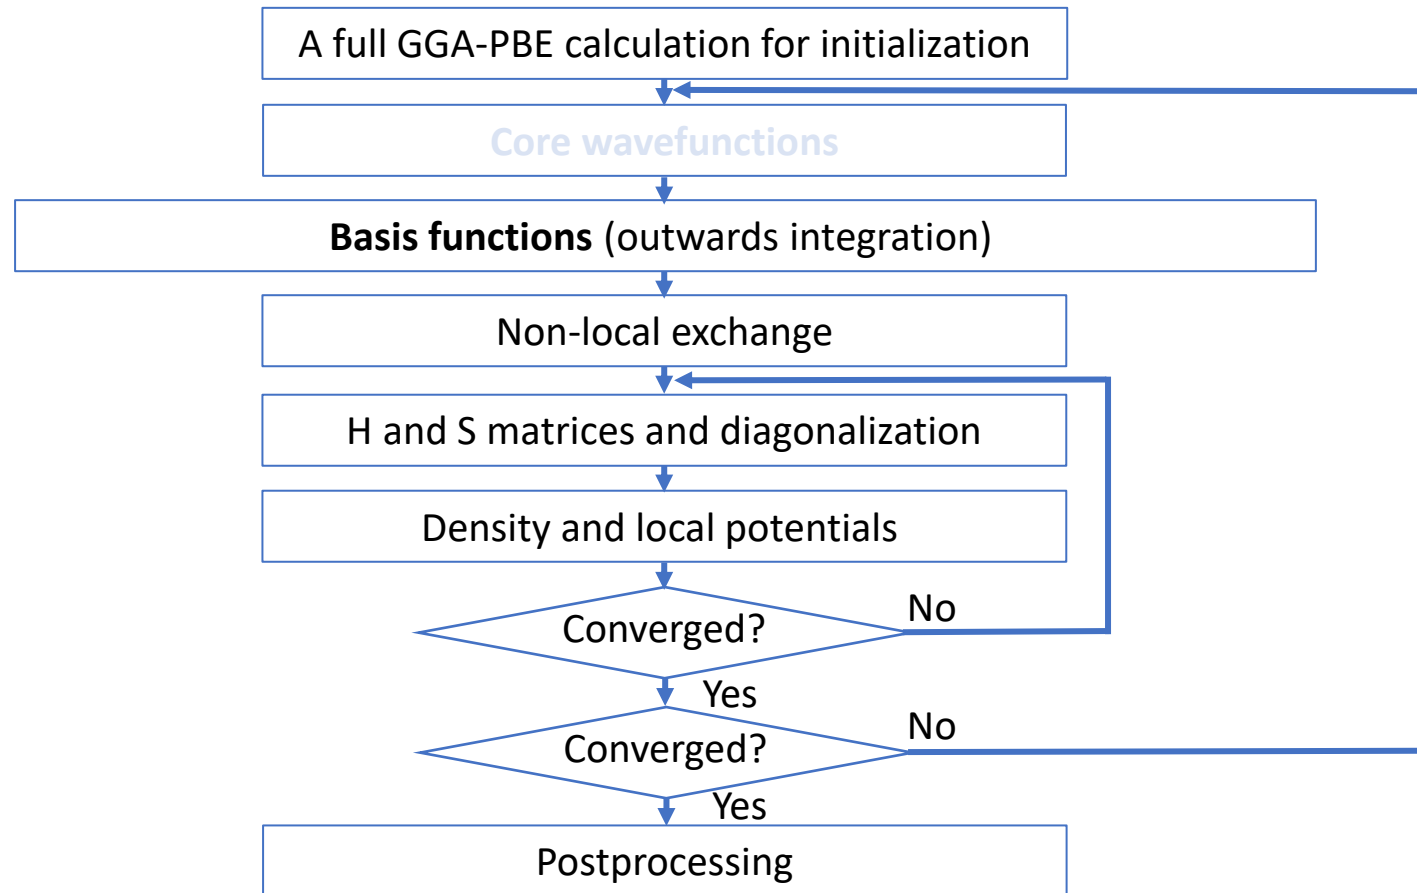 A full GGA-PBE calculation for initialization
Core wavefunctions
Basis functions (outwards integration)
Non-local exchange
H and S matrices and diagonalization
Density and local potentials
Converged?
No
Yes
Converged?
No
Yes
Postprocessing